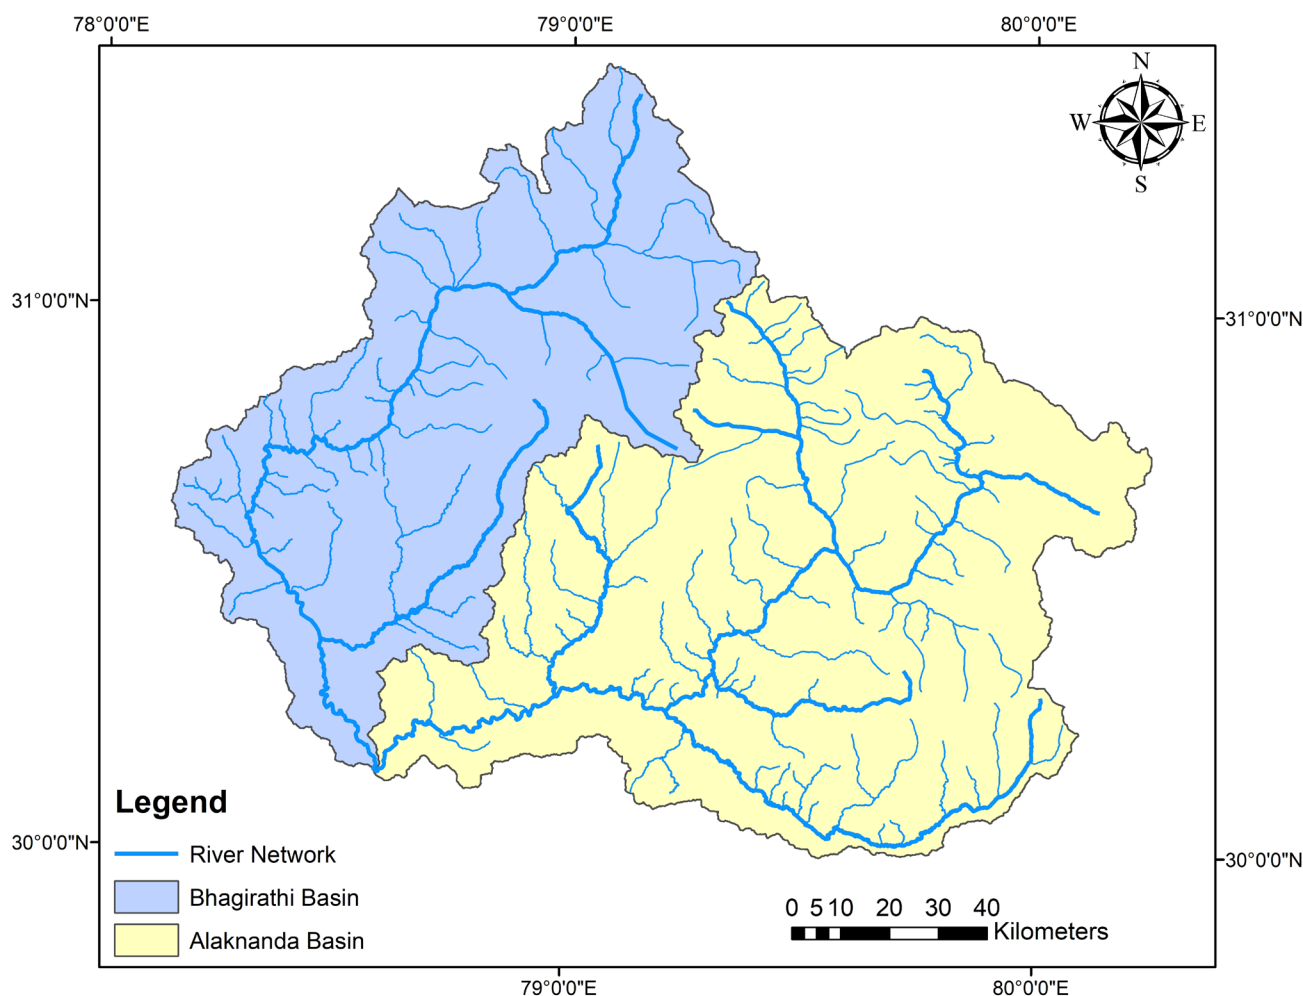 78°0'0"E 79°0'0"E 80°0'0"E
N
W E
S
31°0'0"N
31°0'0"N
Legend
River Network
30°0'0"N
30°0'0"N
Bhagirathi Basin
0 5 10 20 30 40
Kilometers
Alaknanda Basin
79°0'0"E 80°0'0"E